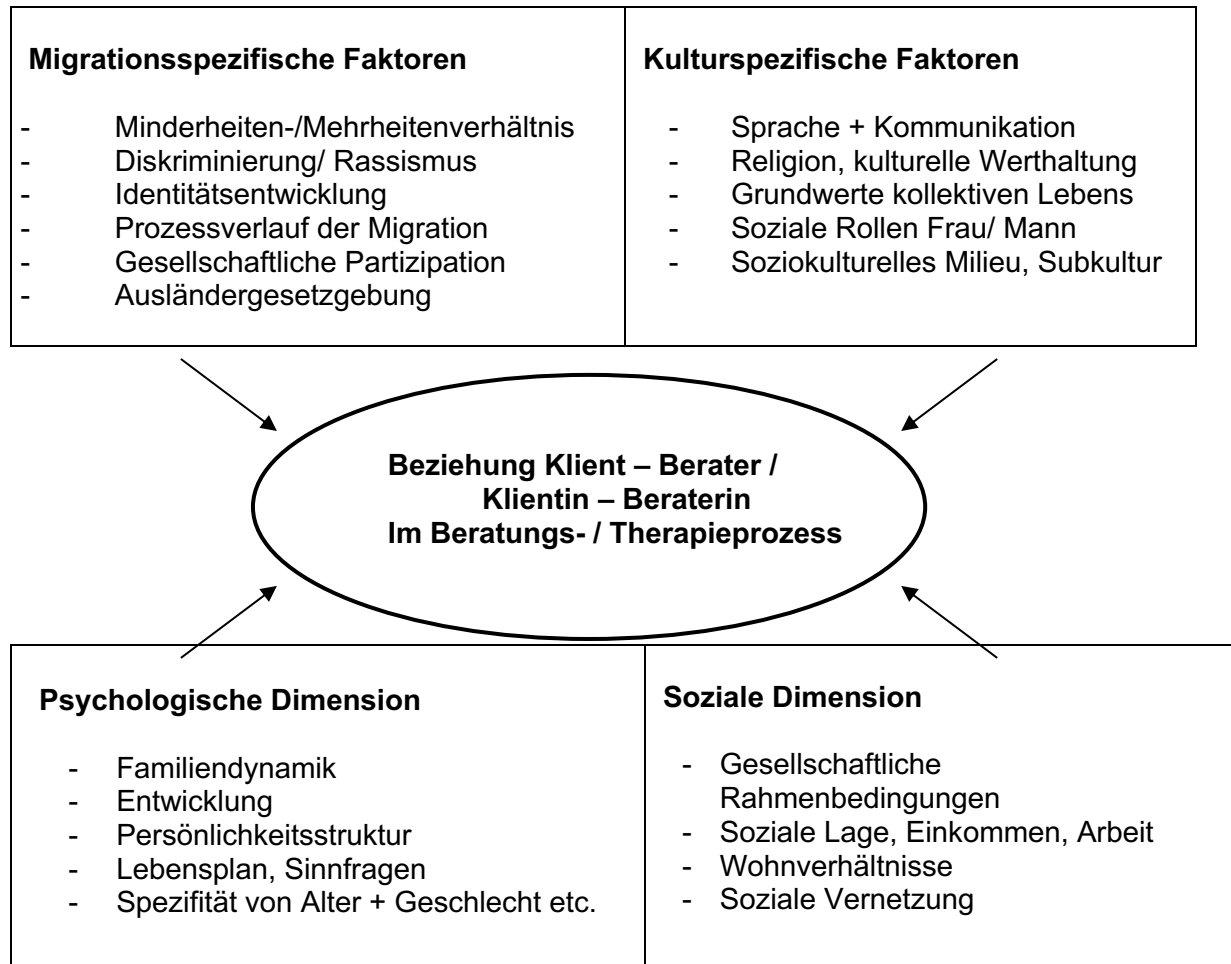 Migrationsspezifische Faktoren
- Minderheiten-/Mehrheitenverhältnis
- Diskriminierung/ Rassismus
- Identitätsentwicklung
- Prozessverlauf der Migration
- Gesellschaftliche Partizipation
- Ausländergesetzgebung
Kulturspezifische Faktoren
- Sprache + Kommunikation
- Religion, kulturelle Werthaltung
- Grundwerte kollektiven Lebens
- Soziale Rollen Frau/ Mann
- Soziokulturelles Milieu, Subkultur
Beziehung Klient – Berater /
Klientin – Beraterin
Im Beratungs- / Therapieprozess
Psychologische Dimension
- Familiendynamik
- Entwicklung
- Persönlichkeitsstruktur
- Lebensplan, Sinnfragen
- Spezifität von Alter + Geschlecht etc.
Soziale Dimension
- Gesellschaftliche
Rahmenbedingungen
- Soziale Lage, Einkommen, Arbeit
- Wohnverhältnisse
- Soziale Vernetzung